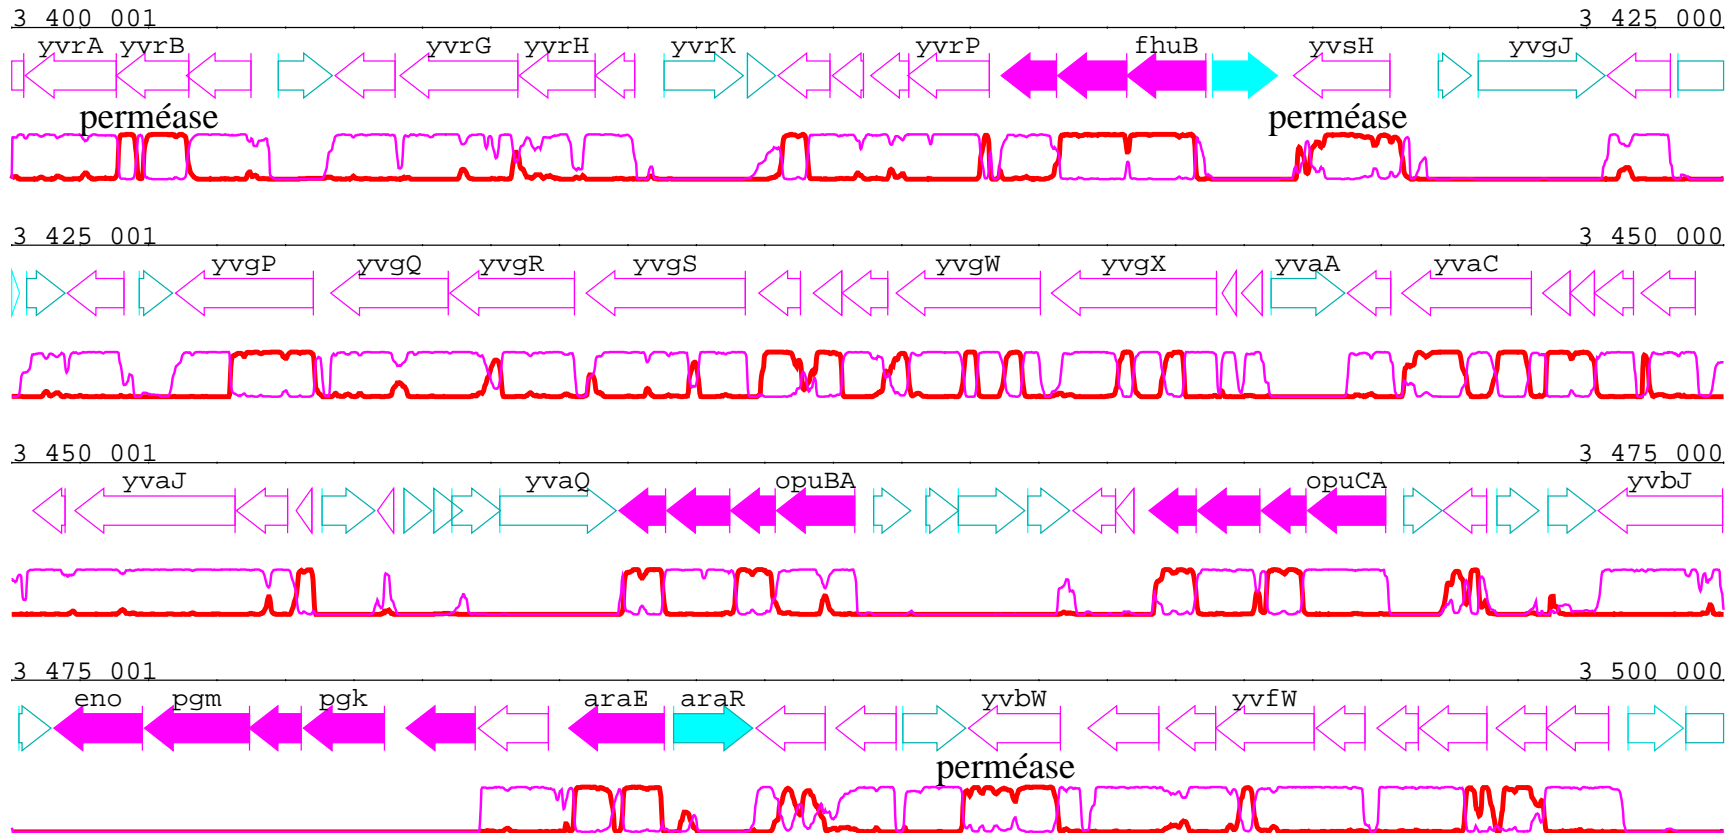 3 400 001 3 425 000
yvrA yvrB yvrG yvrH yvrK yvrP fhuB yvsH yvgJ
perméase perméase
3 425 001 3 450 000
yvgP yvgQ yvgR yvgS yvgW yvgX yvaA yvaC
3 450 001 3 475 000
yvaJ yvaQ opuBA opuCA yvbJ
3 475 001 3 500 000
eno pgm pgk araE araR yvbW yvfW
perméase